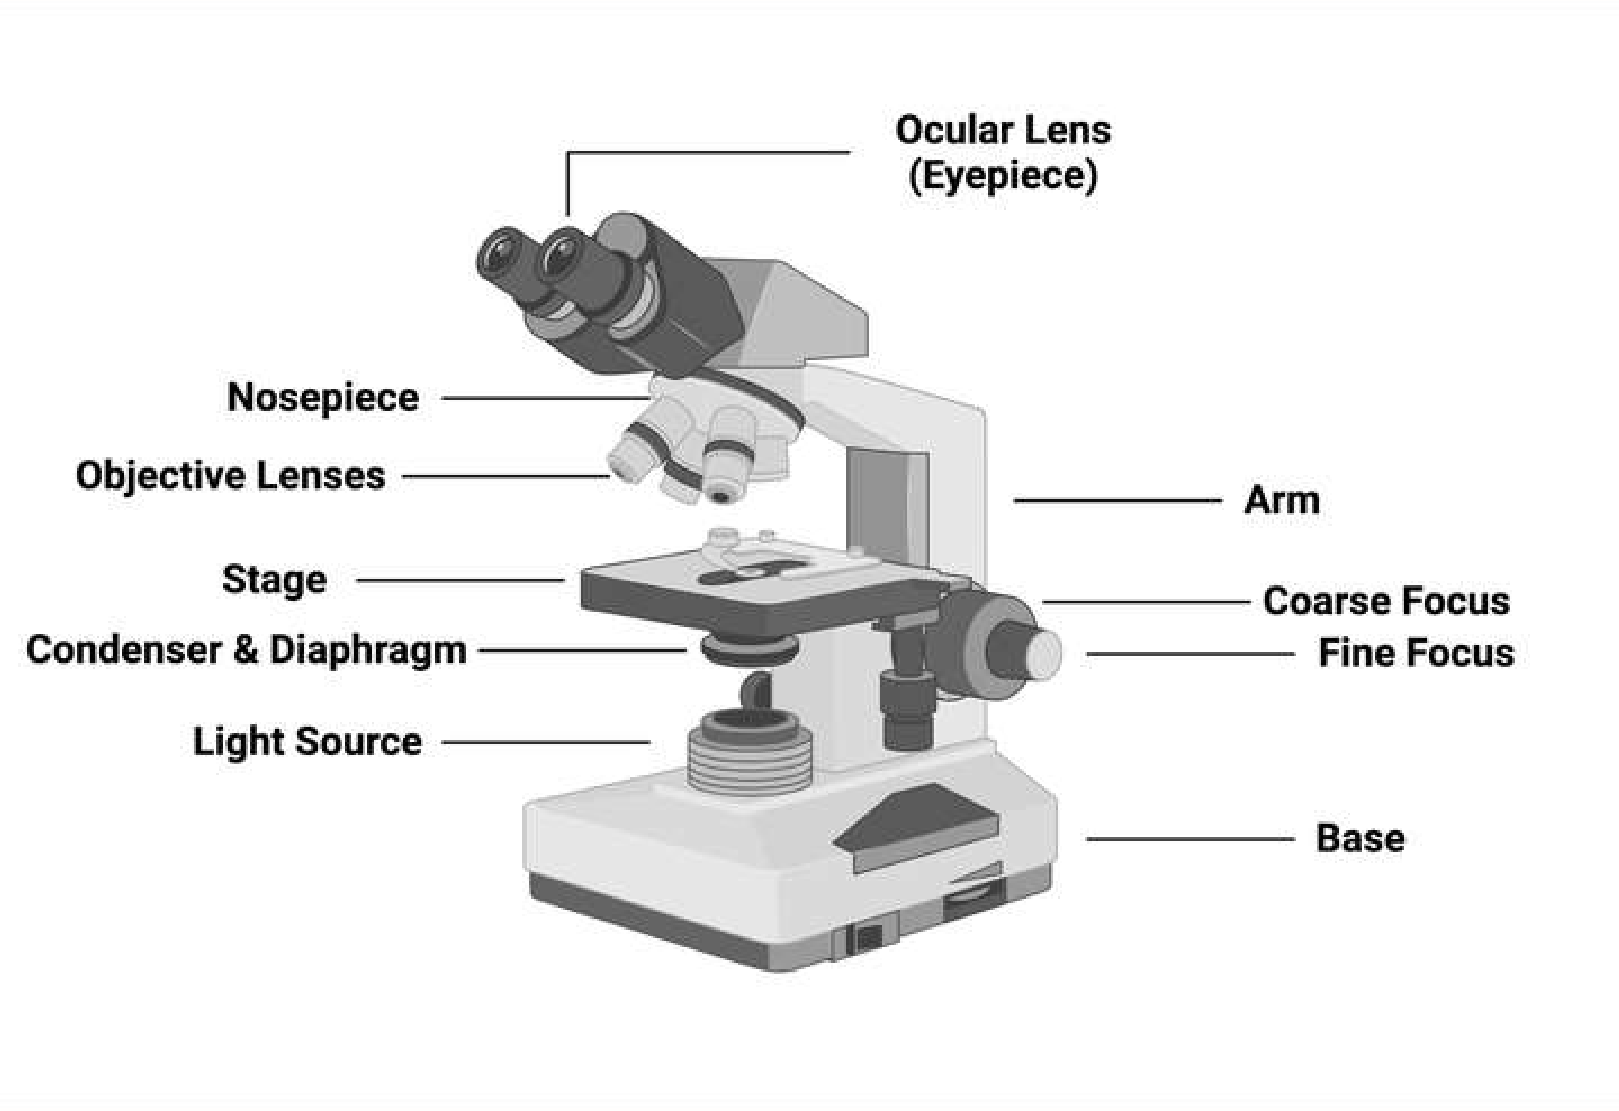 Ocular Lens
(Eyepiece)
Nosepiece
Objective Lenses
Arm
Stage
Coarse Focus
Condenser & Diaphragm
Fine Focus
Light Source
Base